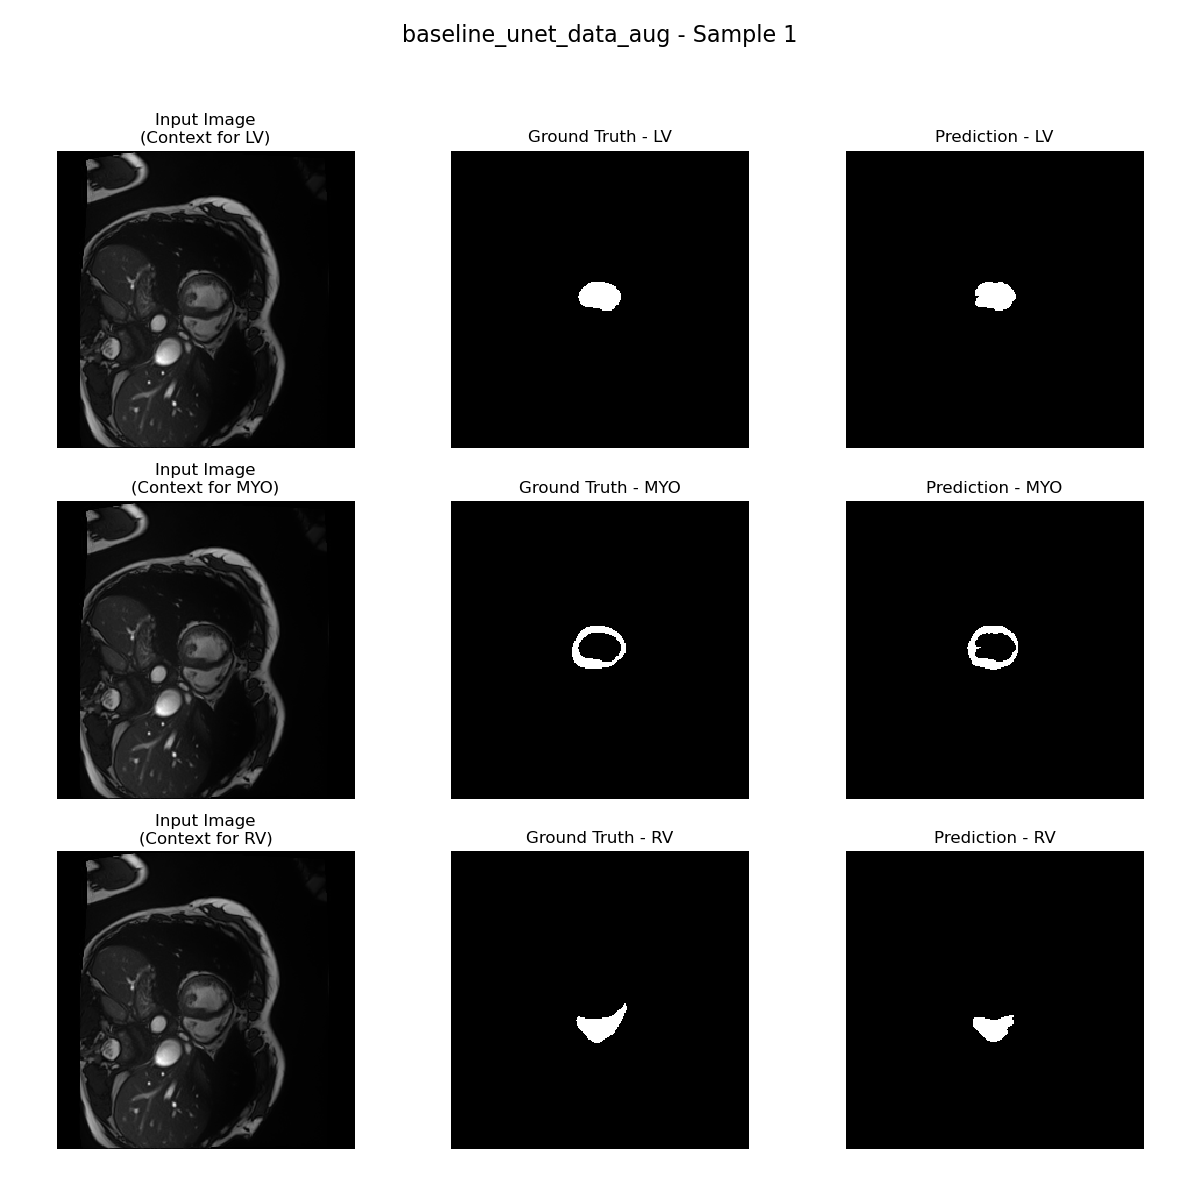 baseline_unet_data_aug - Sample 1
Input Image
(Context for LV)
Ground Truth - LV
Prediction - LV
Input Image
(Context for MYO)
Ground Truth - MYO
Prediction - MYO
Input Image
(Context for RV)
Ground Truth - RV
Prediction - RV